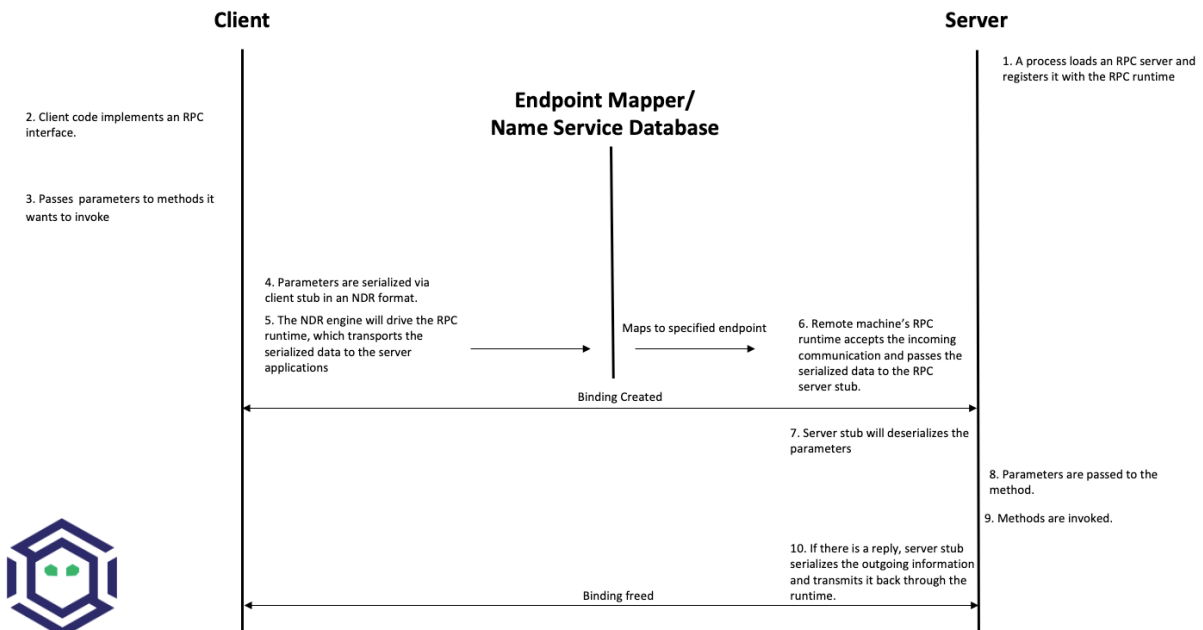 Client
Server
1. A process loads an RPC server and
registers it with the RPC runtime
Endpoint Mapper/
Name Service Database
2. Client code implements an RPC
interface.
3. Passes parameters to methods it
wants to invoke
4. Parameters are serialized via
client stub in an NDR format.
5. The NDR engine will drive the RPC
runtime, which transports the
serialized data to the server
applications
Maps to specified endpoint
6. Remote machine’s RPC
runtime accepts the incoming
communication and passes the
serialized data to the RPC
server stub.
Binding Created
7. Server stub will deserializes the
parameters
8. Parameters are passed to the
method.
9. Methods are invoked.
10. If there is a reply, server stub
serializes the outgoing information
and transmits it back through the
runtime.
Binding freed